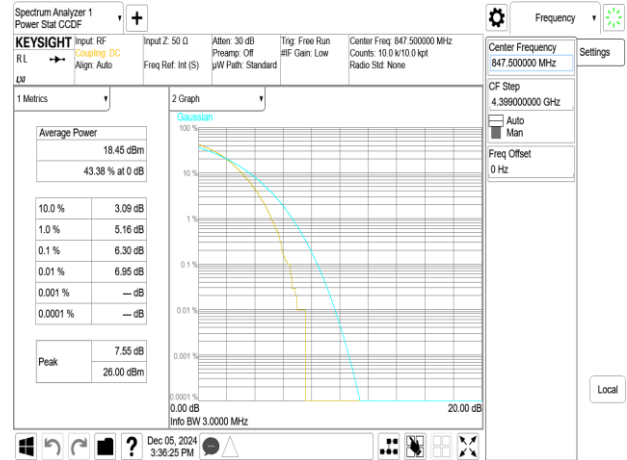 Spectrum Analyzer 1
Power Stat CCDF
Frequency
KEYSIGHT
RL
LXI
Input: RF
Coupling: DC
Align: Auto
Input Z: 50 Ω
Freq Ref: Int (S)
Atten: 30 dB
Preamp: Off
µW Path: Standard
Trig: Free Run
#IF Gain: Low
Center Freq: 847.500000 MHz
Counts: 10.0 k/10.0 kpt
Radio Std: None
Center Frequency
847.500000 MHz
Settings
CF Step
4.399000000 GHz
Auto
Man
Freq Offset
0 Hz
1 Metrics
2 Graph
Average Power
18.45 dBm
43.38 % at 0 dB
10.0 % 3.09 dB
1.0 % 5.16 dB
0.1 % 6.30 dB
0.01 % 6.95 dB
0.001 % --- dB
0.0001 % --- dB
Peak
7.55 dB
26.00 dBm
Gaussian
100 %
10 %
1 %
0.1 %
0.01 %
0.001 %
0.0001 %
0.00 dB 20.00 dB
Info BW 3.0000 MHz
Local
?
Dec 05, 2024
3:36:25 PM